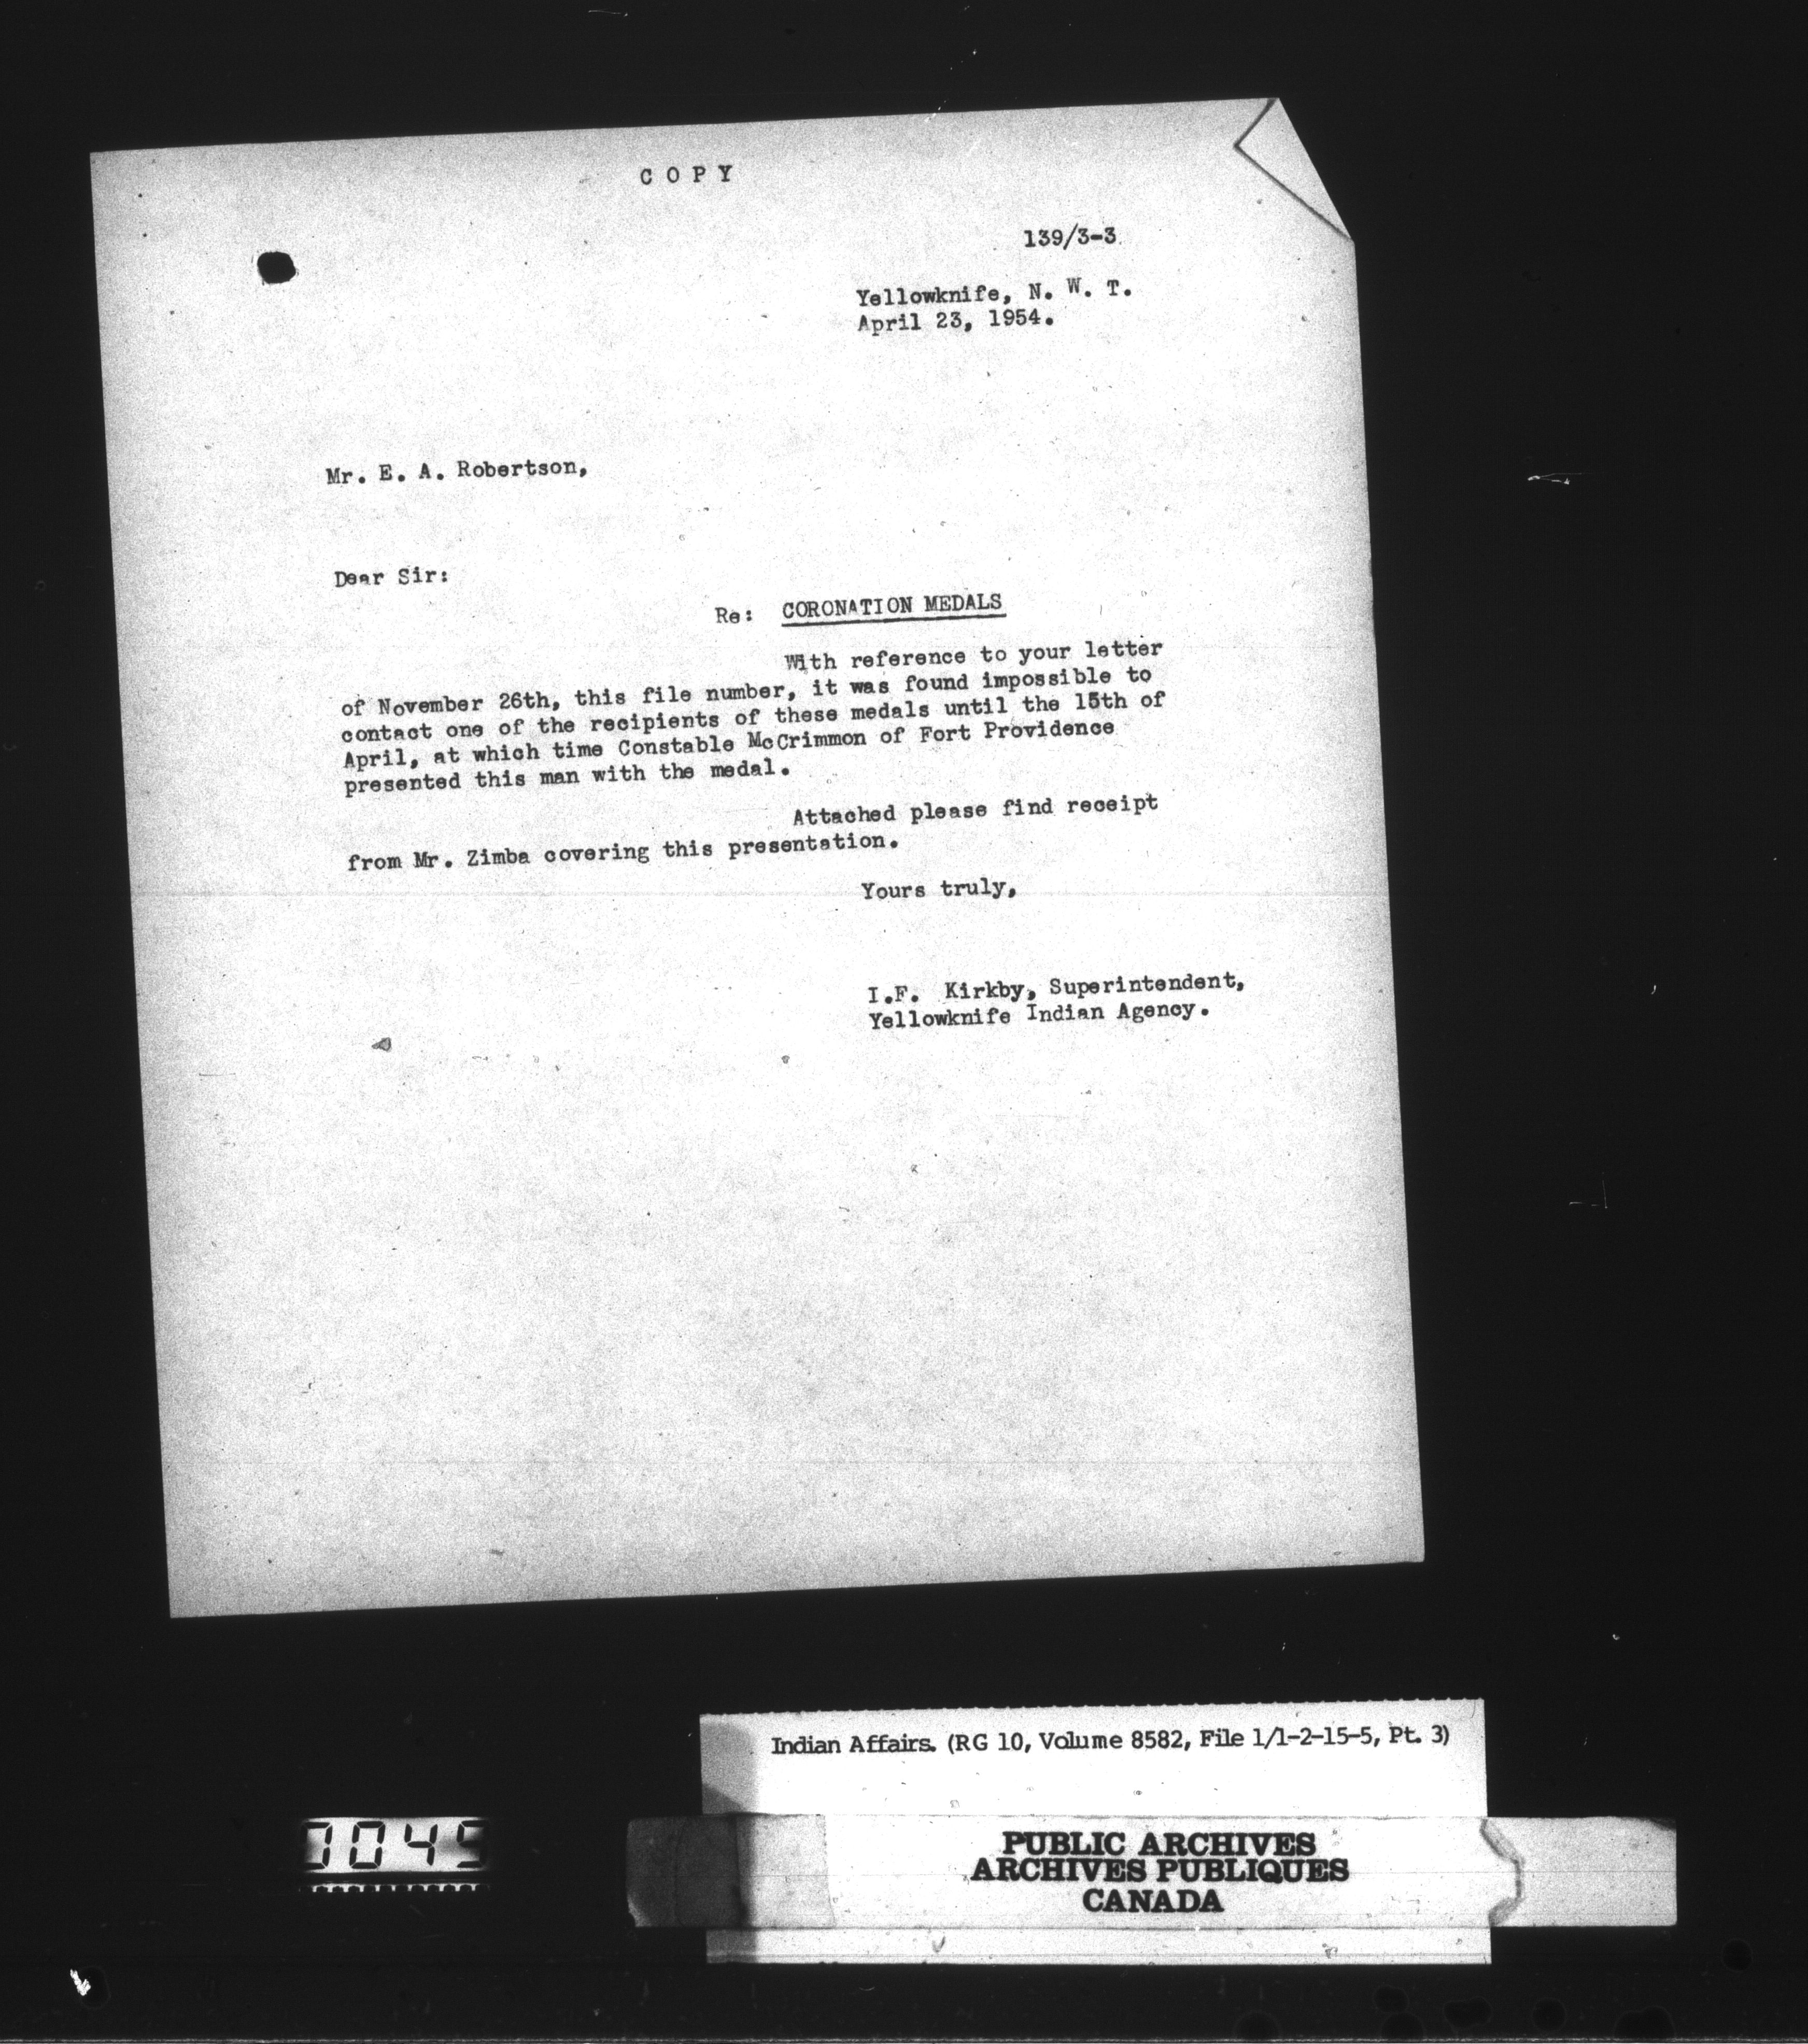 COPY
139/3-3
Yellowknife, N. W. T.
April 23, 1954.
Mr. E. A. Robertson,
Dear Sir:
Re: CORONATION MEDALS
With reference to your letter
of November 26th, this file number, it was found impossible to
contact one of the recipients of these medals until the 15th of
April, at which time Constable McCrimmon of Fort Providence
presented this man with the medal.
Attached please find receipt
from Mr. Zimba covering this presentation.
Yours truly,
I.F. Kirkby, Superintendent,
Yellowknife Indian Agency.
Indian Affairs. (RG 10, Volume 8582, File 1/1-2-15-5, Pt. 3)
PUBLIC ARCHIVES
ARCHIVES PUBLIQUES
CANADA